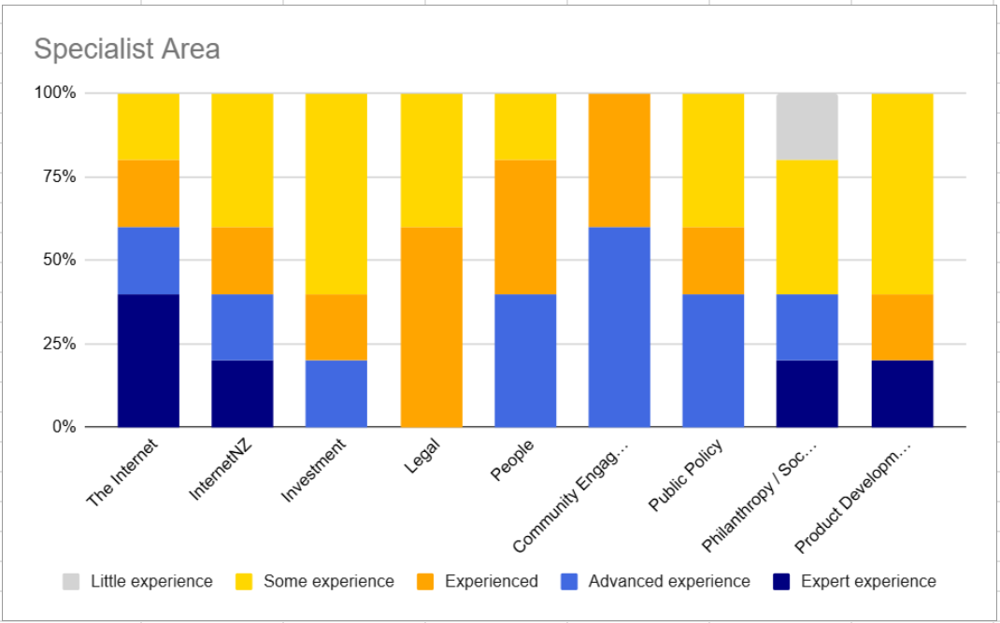 Specialist Area
100%
75%
50%
25%
0%
The Internet
InternetNZ
Investment
Legal
People
Community Engag...
Public Policy
Philanthropy / Soc...
Product Developm...
Little experience
Some experience
Experienced
Advanced experience
Expert experience